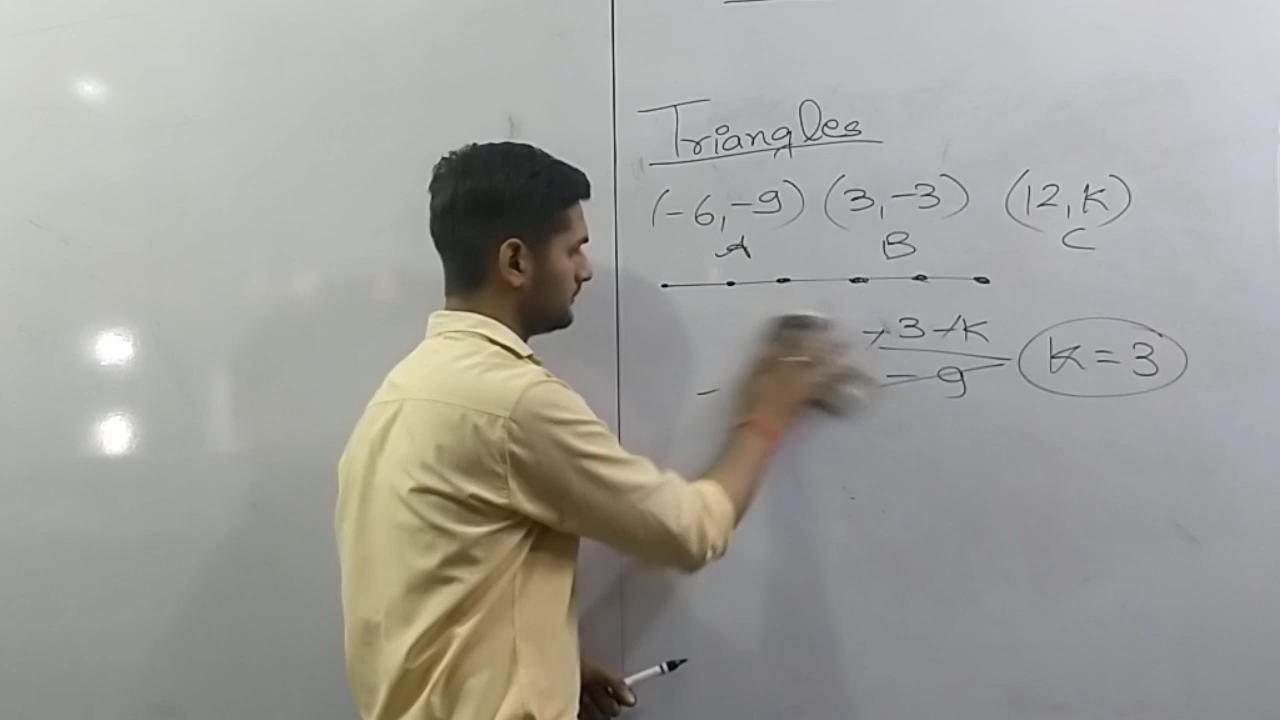 Triangles
(-6,-9) (3,-3) (12,K)
A B C
+3-K
-9
K=3